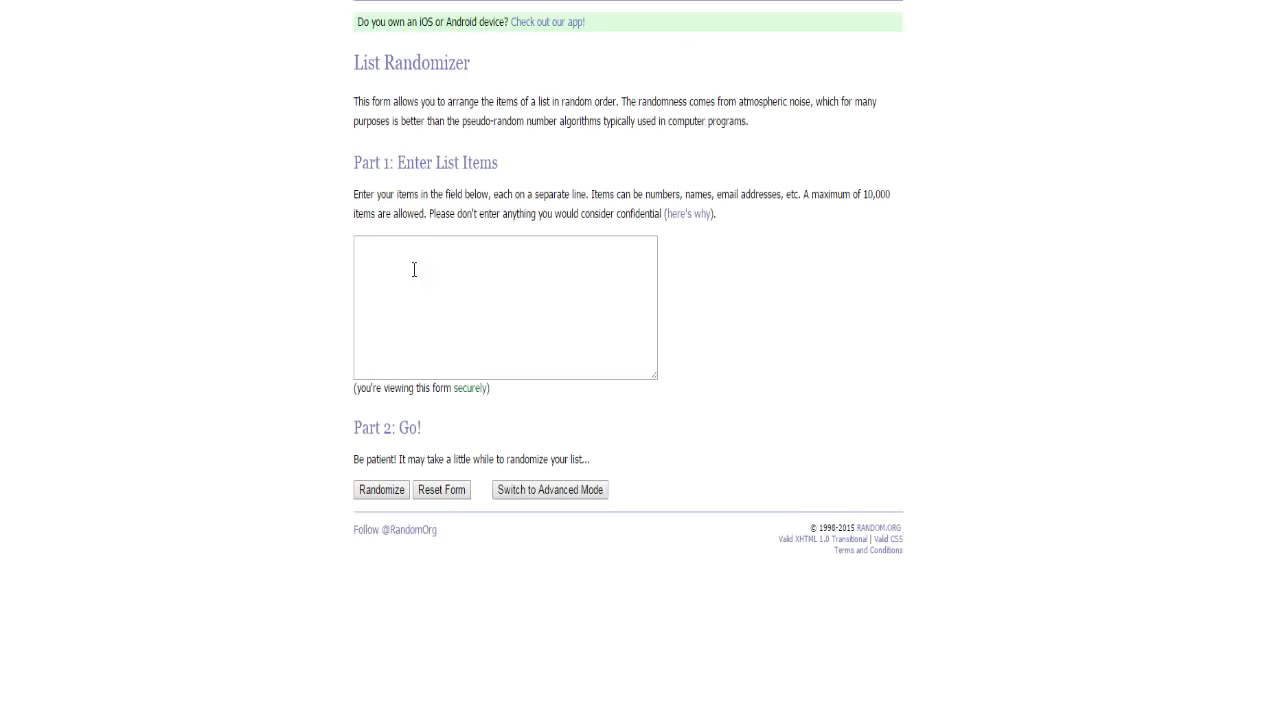 Do you own an iOS or Android device? Check out our app!
List Randomizer
This form allows you to arrange the items of a list in random order. The randomness comes from atmospheric noise, which for many
purposes is better than the pseudo-random number algorithms typically used in computer programs.
Part 1: Enter List Items
Enter your items in the field below, each on a separate line. Items can be numbers, names, email addresses, etc. A maximum of 10,000
items are allowed. Please don't enter anything you would consider confidential (here's why).
(you're viewing this form securely)
Part 2: Go!
Be patient! It may take a little while to randomize your list...
Randomize Reset Form Switch to Advanced Mode
Follow @RandomOrg
© 1998-2015 RANDOM.ORG
Valid XHTML 1.0 Transitional | Valid CSS
Terms and Conditions